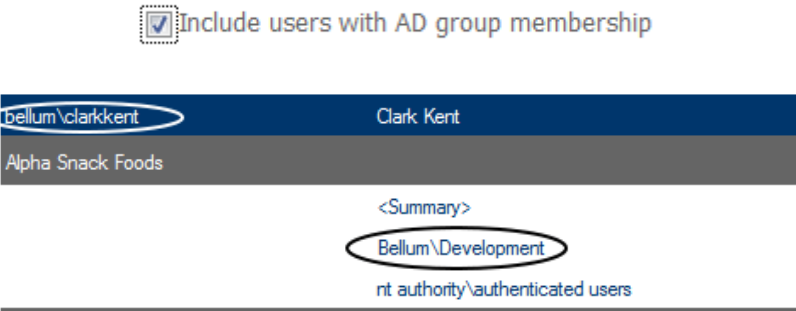 Include users with AD group membership
bellum\clarkkent Clark Kent
Alpha Snack Foods
<Summary>
Bellum\Development
nt authority\authenticated users